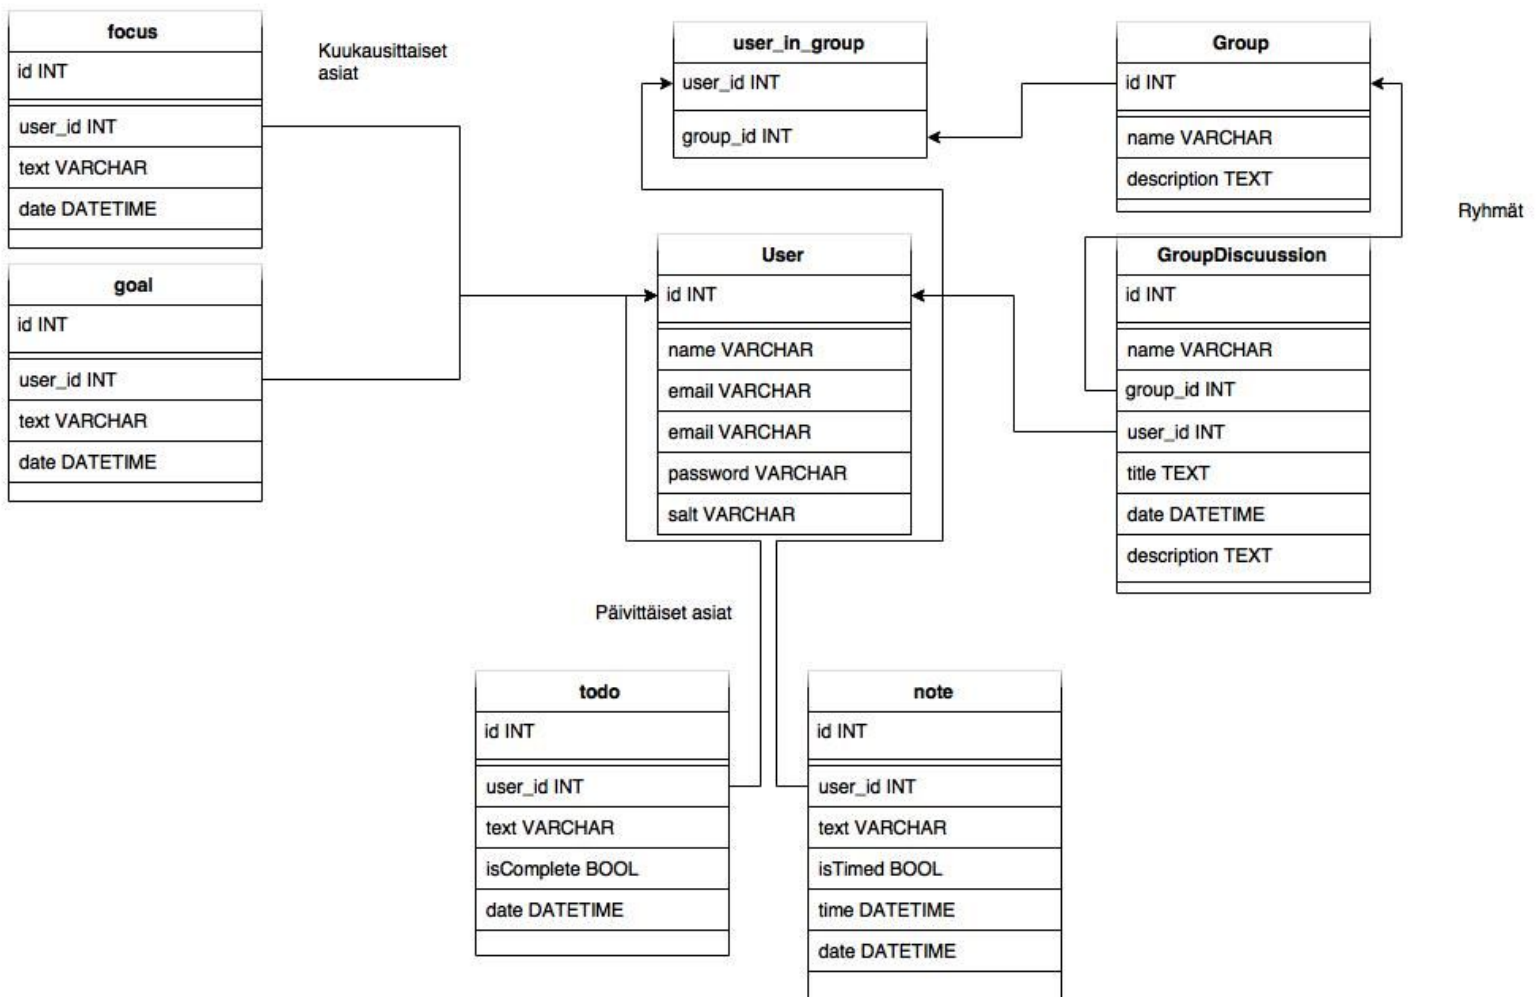 focus
id INT
user_id INT
text VARCHAR
date DATETIME
Kuukausittaiset
asiat
goal
id INT
user_id INT
text VARCHAR
date DATETIME
user_in_group
user_id INT
group_id INT
User
id INT
name VARCHAR
email VARCHAR
email VARCHAR
password VARCHAR
salt VARCHAR
Group
id INT
name VARCHAR
description TEXT
Ryhmät
GroupDiscuussion
id INT
name VARCHAR
group_id INT
user_id INT
title TEXT
date DATETIME
description TEXT
Päivittäiset asiat
todo
id INT
user_id INT
text VARCHAR
isComplete BOOL
date DATETIME
note
id INT
user_id INT
text VARCHAR
isTimed BOOL
time DATETIME
date DATETIME